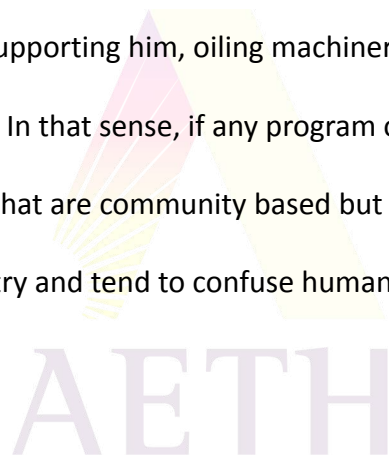 upporting him, oiling machiner
In that sense, if any program
hat are community based but
try and tend to confuse human
AETH